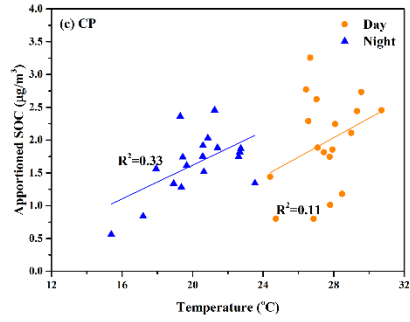 (c) CP
Day
Night
Apportioned SOC (µg/m³)
4.0
3.5
3.0
2.5
2.0
1.5
1.0
0.5
0.0
R²=0.33
R²=0.11
12 16 20 24 28 32
Temperature (°C)